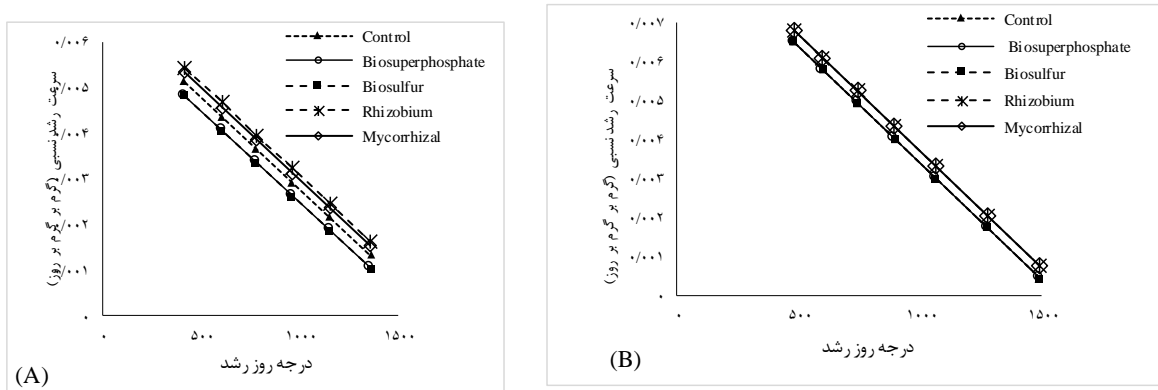 ۰/۰۰۶
۰/۰۰۵
۰/۰۰۴
۰/۰۰۳
۰/۰۰۲
۰/۰۰۱
۰
سرعت رشد نسبی (گرم بر گرم بر روز)
Control
Biosuperphosphate
Biosulfur
Rhizobium
Mycorrhizal
۰ ۵۰۰ ۱۰۰۰ ۱۵۰۰
درجه روز رشد
(A)
۰/۰۰۷
۰/۰۰۶
۰/۰۰۵
۰/۰۰۴
۰/۰۰۳
۰/۰۰۲
۰/۰۰۱
۰
سرعت رشد نسبی (گرم بر گرم بر روز)
Control
Biosuperphosphate
Biosulfur
Rhizobium
Mycorrhizal
۰ ۵۰۰ ۱۰۰۰ ۱۵۰۰
درجه روز رشد
(B)